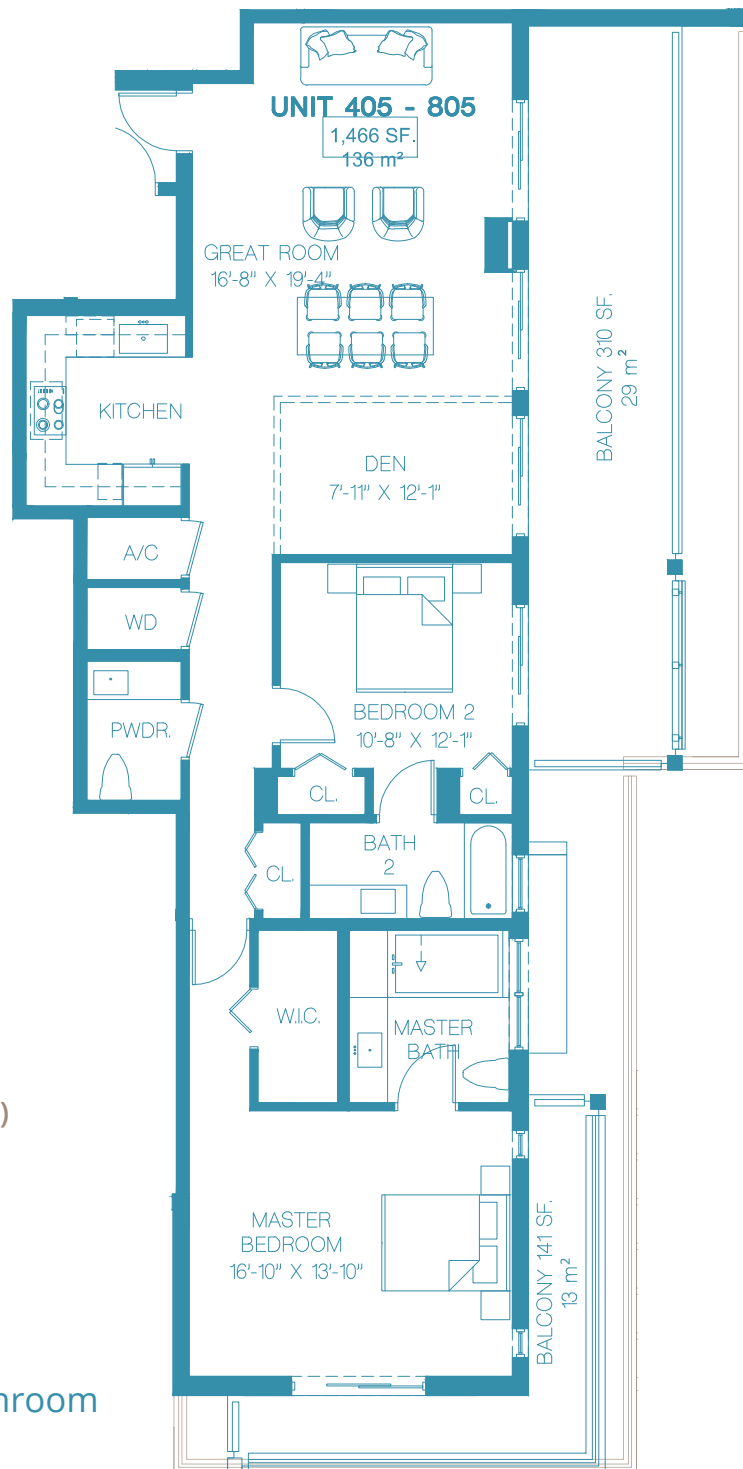 UNIT 405 - 805
1,466 SF.
136 m²
GREAT ROOM
16'-8" X 19'-4"
BALCONY 310 SF.
29 m²
KITCHEN
DEN
7'-11" X 12'-1"
A/C
WD
PWDR.
BEDROOM 2
10'-8" X 12'-1"
CL.
CL.
BATH
2
CL.
W.I.C.
MASTER
BATH
)
MASTER
BEDROOM
16'-10" X 13'-10"
BALCONY 141 SF.
13 m²
nroom